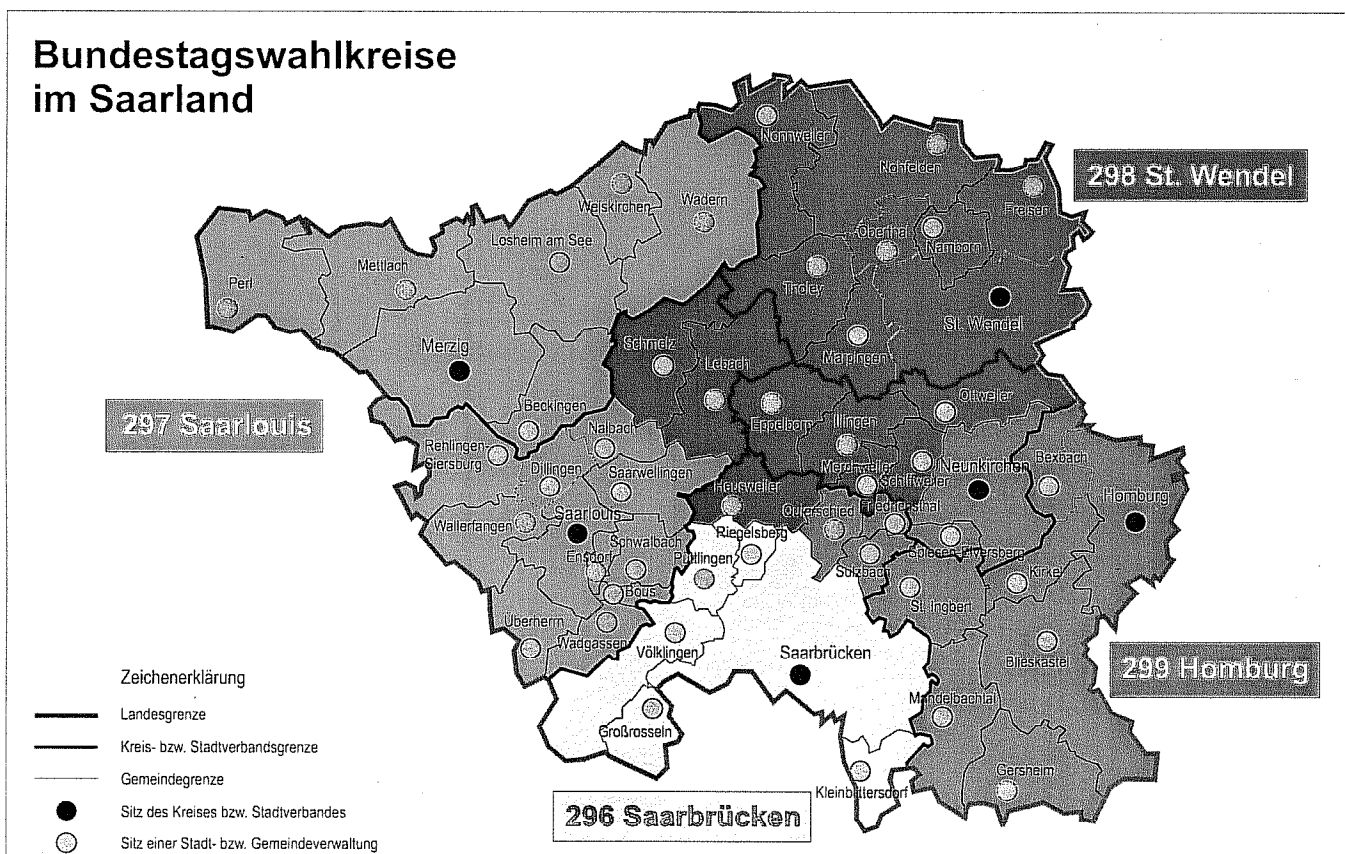 Bundestagswahlkreise
im Saarland
298 St. Wendel
297 Saarlouis
299 Homburg
296 Saarbrücken
Nonnweiler
Nohfelden
Freisen
Weiskirchen
Wadern
Losheim am See
Oberthal
Namborn
Mettlach
Perl
Tholey
St. Wendel
Merzig
Schmelz
Lebach
Marpingen
Beckingen
Eppelborn
Illingen
Ottweiler
Nalbach
Rehlingen-
Siersburg
Dillingen
Saarwellingen
Merchweiler
Schiffweiler
Neunkirchen
Bexbach
Homburg
Heusweiler
Quierschied
Friedrichsthal
Wallerfangen
Saarlouis
Schwalbach
Ensdorf
Riegelsberg
Püttlingen
Sulzbach
Spiesen-Elversberg
Kirkel
Bous
St. Ingbert
Überherrn
Wadgassen
Völklingen
Saarbrücken
Blieskastel
Mandelbachtal
Großrosseln
Gersheim
Kleinblittersdorf
Zeichenerklärung
Landesgrenze
Kreis- bzw. Stadtverbandsgrenze
Gemeindegrenze
Sitz des Kreises bzw. Stadtverbandes
Sitz einer Stadt- bzw. Gemeindeverwaltung